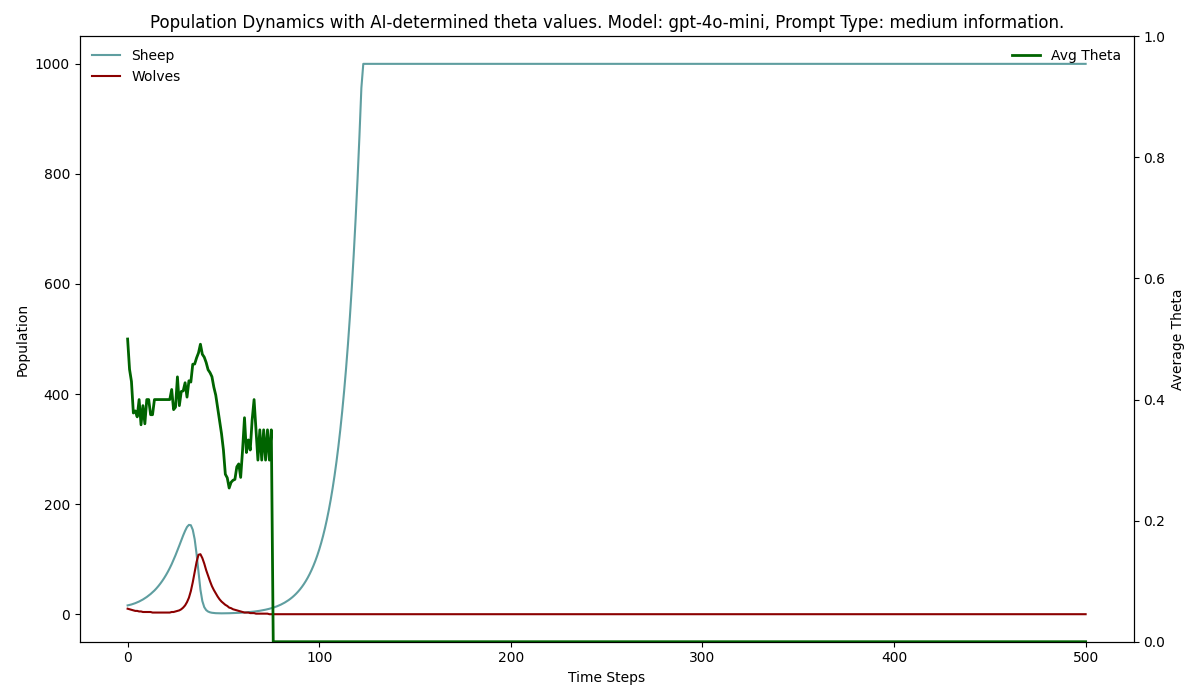 Population Dynamics with AI-determined theta values. Model: gpt-4o-mini, Prompt Type: medium information.
Sheep
Wolves
Avg Theta
Population
1000
800
600
400
200
0
1.0
0.8
0.6
0.4
0.2
0.0
Average Theta
0 100 200 300 400 500
Time Steps